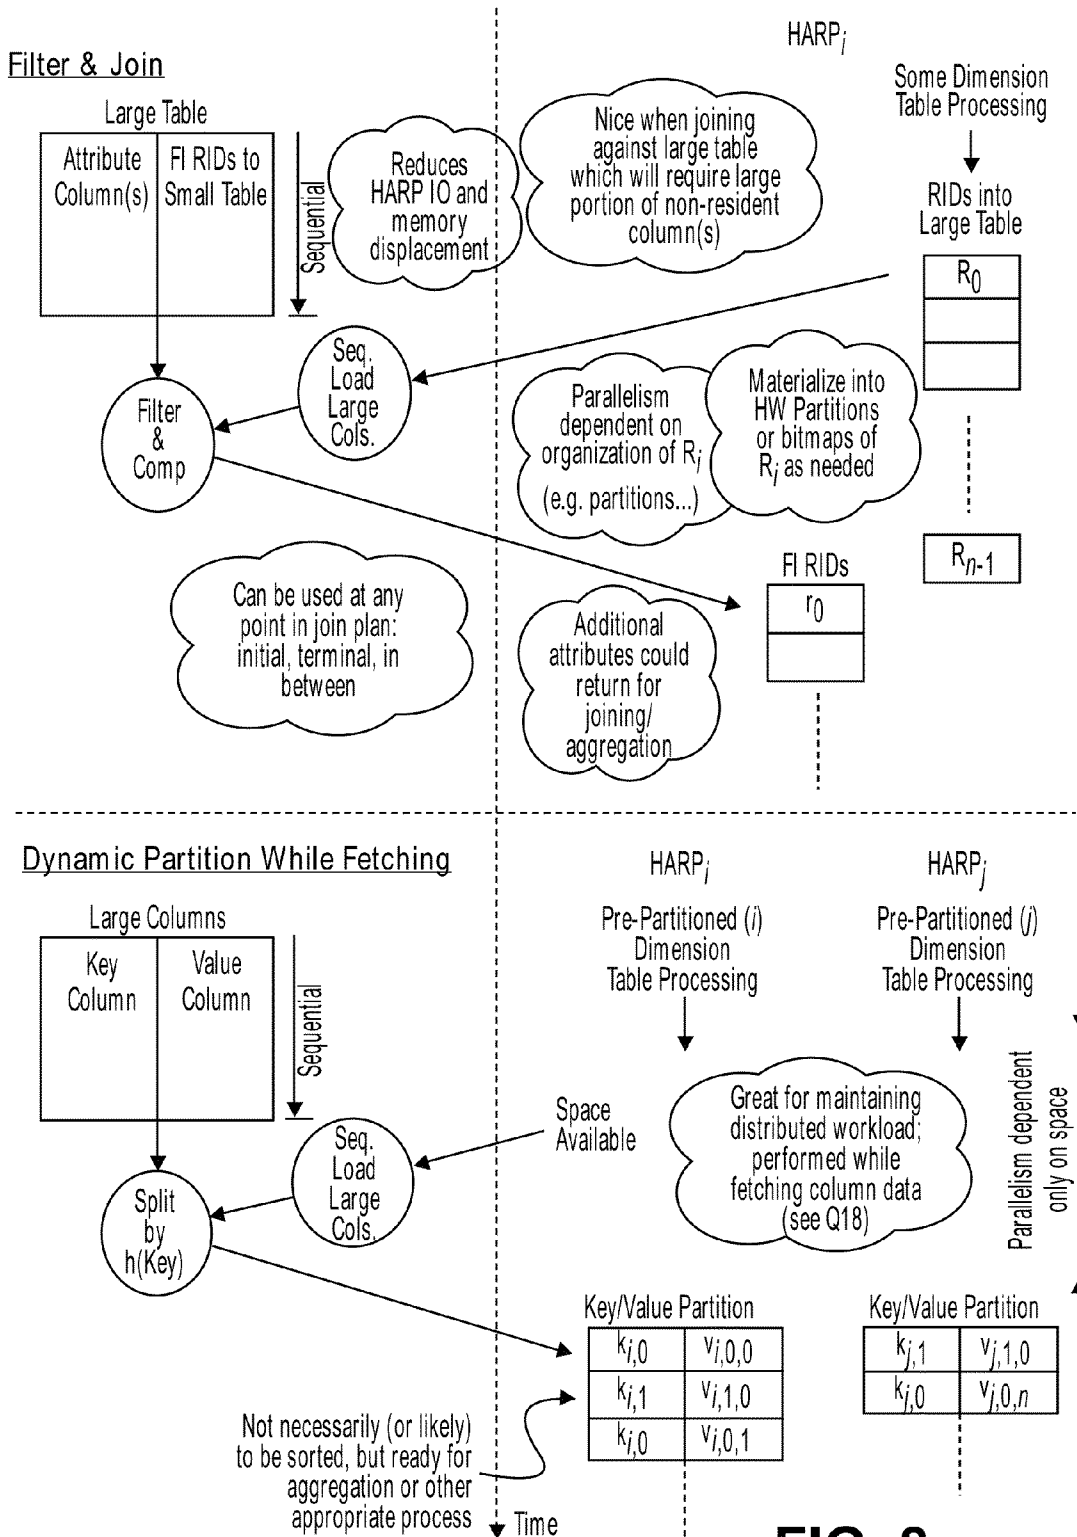 HARPi
Filter & Join
Large Table
Attribute
Column(s)
FI RIDs to
Small Table
Sequential
Reduces
HARP IO and
memory
displacement
Nice when joining
against large table
which will require large
portion of non-resident
column(s)
Some Dimension
Table Processing
RIDs into
Large Table
R0
Seq.
Load
Large
Cols.
Filter
&
Comp
Parallelism
dependent on
organization of Ri
(e.g. partitions...)
Materialize into
HW Partitions
or bitmaps of
Ri as needed
Rn-1
FI RIDs
r0
Can be used at any
point in join plan:
initial, terminal, in
between
Additional
attributes could
return for
joining/
aggregation
Dynamic Partition While Fetching
HARPi
HARPj
Large Columns
Key
Column
Value
Column
Sequential
Pre-Partitioned (i)
Dimension
Table Processing
Pre-Partitioned (j)
Dimension
Table Processing
Space
Available
Great for maintaining
distributed workload;
performed while
fetching column data
(see Q18)
Parallelism dependent
only on space
Seq.
Load
Large
Cols.
Split
by
h(Key)
Key/Value Partition
ki,0 vi,0,0
ki,1 vi,1,0
ki,0 vi,0,1
Key/Value Partition
kj,1 vj,1,0
kj,0 vj,0,n
Not necessarily (or likely)
to be sorted, but ready for
aggregation or other
appropriate process
Time